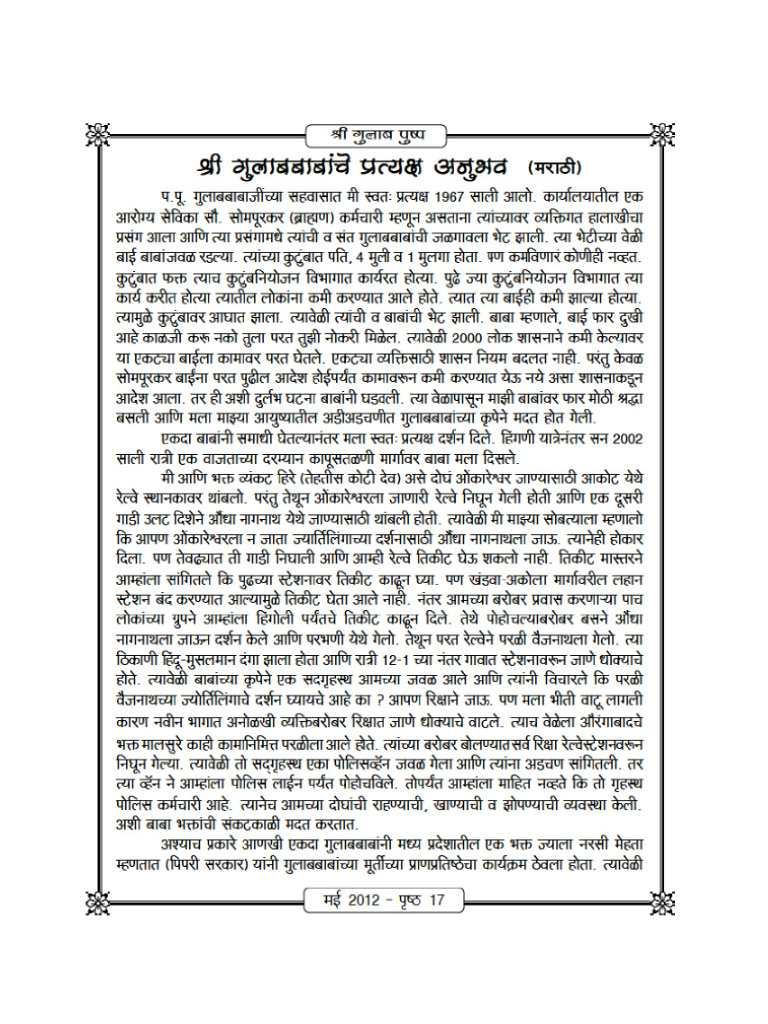 श्री गुलाब पुष्प
श्री गुलाबबाबांचे प्रत्यक्ष अनुभव (मराठी)
प.पू. गुलाबबाबाजींच्या सहवासात मी स्वतः प्रत्यक्ष 1967 साली आलो. कार्यालयातील एक
आरोग्य सेविका सौ. सोमपूरकर (ब्राह्मण) कर्मचारी म्हणून असताना त्यांच्यावर व्यक्तिगत हालाखीचा
प्रसंग आला आणि त्या प्रसंगामधे त्यांची व संत गुलाबबाबांची जळगावला भेट झाली. त्या भेटीच्या वेळी
बाई बाबांजवळ रडल्या. त्यांच्या कुटुंबात पति, 4 मुली व 1 मुलगा होता. पण कमविणारं कोणीही नव्हत.
कुटुंबात फक्त त्याच कुटुंबनियोजन विभागात कार्यरत होत्या. पुढे ज्या कुटुंबनियोजन विभागात त्या
कार्य करीत होत्या त्यातील लोकांना कमी करण्यात आले होते. त्यात त्या बाईही कमी झाल्या होत्या.
त्यामुळे कुटुंबावर आघात झाला. त्यावेळी त्यांची व बाबांची भेट झाली. बाबा म्हणाले, बाई फार दुखी
आहे काळजी करू नको तुला परत तुझी नोकरी मिळेल. त्यावेळी 2000 लोक शासनाने कमी केल्यावर
या एकट्या बाईला कामावर परत घेतले. एकट्या व्यक्तिसाठी शासन नियम बदलत नाही. परंतु केवळ
सोमपूरकर बाईंना परत पुढील आदेश होईपर्यंत कामावरून कमी करण्यात येऊ नये असा शासनाकडून
आदेश आला. तर ही अशी दुर्लभ घटना बाबांनी घडवली. त्या वेळापासून माझी बाबांवर फार मोठी श्रद्धा
बसली आणि मला माझ्या आयुष्यातील अडीअडचणीत गुलाबबाबांच्या कृपेने मदत होत गेली.
एकदा बाबांनी समाधी घेतल्यानंतर मला स्वतः प्रत्यक्ष दर्शन दिले. हिंगणी यात्रेनंतर सन 2002
साली रात्री एक वाजताच्या दरम्यान कापूसतळणी मार्गावर बाबा मला दिसले.
मी आणि भक्त व्यंकट हिरे (तेहतीस कोटी देव) असे दोघं ओंकारेश्वर जाण्यासाठी आकोट येथे
रेल्वे स्थानकावर थांबलो. परंतु तेथून ओंकारेश्वरला जाणारी रेल्वे निघून गेली होती आणि एक दूसरी
गाडी उलट दिशेने औंधा नागनाथ येथे जाण्यासाठी थांबली होती. त्यावेळी मी माझ्या सोबत्याला म्हणालो
कि आपण ओंकारेश्वरला न जाता ज्यार्तिलिंगाच्या दर्शनासाठी औंधा नागनाथला जाऊ. त्यानेही होकार
दिला. पण तेवढ्यात ती गाडी निघाली आणि आम्ही रेल्वे तिकीट घेऊ शकलो नाही. तिकीट मास्तरने
आम्हांला सांगितले कि पुढच्या स्टेशनावर तिकीट काढून घ्या. पण खंडवा-अकोला मार्गावरील लहान
स्टेशन बंद करण्यात आल्यामुळे तिकीट घेता आले नाही. नंतर आमच्या बरोबर प्रवास करणाऱ्या पाच
लोकांच्या ग्रुपने आम्हांला हिंगोली पर्यंतचे तिकीट काढून दिले. तेथे पोहोचल्याबरोबर बसने औंधा
नागनाथला जाऊन दर्शन केले आणि परभणी येथे गेलो. तेथून परत रेल्वेने परळी वैजनाथला गेलो. त्या
ठिकाणी हिंदू-मुसलमान दंगा झाला होता आणि रात्री 12-1 च्या नंतर गावात स्टेशनावरून जाणे धोक्याचे
होते. त्यावेळी बाबांच्या कृपेने एक सदगृहस्थ आमच्या जवळ आले आणि त्यांनी विचारले कि परळी
वैजनाथच्या ज्योर्तिलिंगाचे दर्शन घ्यायचे आहे का ? आपण रिक्षाने जाऊ. पण मला भीती वाटू लागली
कारण नवीन भागात अनोळखी व्यक्तिबरोबर रिक्षात जाणे धोक्याचे वाटले. त्याच वेळेला औरंगाबादचे
भक्त मालसुरे काही कामानिमित्त परळीला आले होते. त्यांच्या बरोबर बोलण्यात सर्व रिक्षा रेल्वेस्टेशनवरून
निघून गेल्या. त्यावेळी तो सद्‌गृहस्थ एका पोलिसव्हॅन जवळ गेला आणि त्यांना अडचण सांगितली. तर
त्या व्हॅन ने आम्हांला पोलिस लाईन पर्यंत पोहोचविले. तोपर्यंत आम्हांला माहित नव्हते कि तो गृहस्थ
पोलिस कर्मचारी आहे. त्यानेच आमच्या दोघांची राहण्याची, खाण्याची व झोपण्याची व्यवस्था केली.
अशी बाबा भक्तांची संकटकाळी मदत करतात.
अश्याच प्रकारे आणखी एकदा गुलाबबाबांनी मध्य प्रदेशातील एक भक्त ज्याला नरसी मेहता
म्हणतात (पिपरी सरकार) यांनी गुलाबबाबांच्या मूर्तीच्या प्राणप्रतिष्ठेचा कार्यक्रम ठेवला होता. त्यावेळी
मई 2012 - पृष्ठ 17